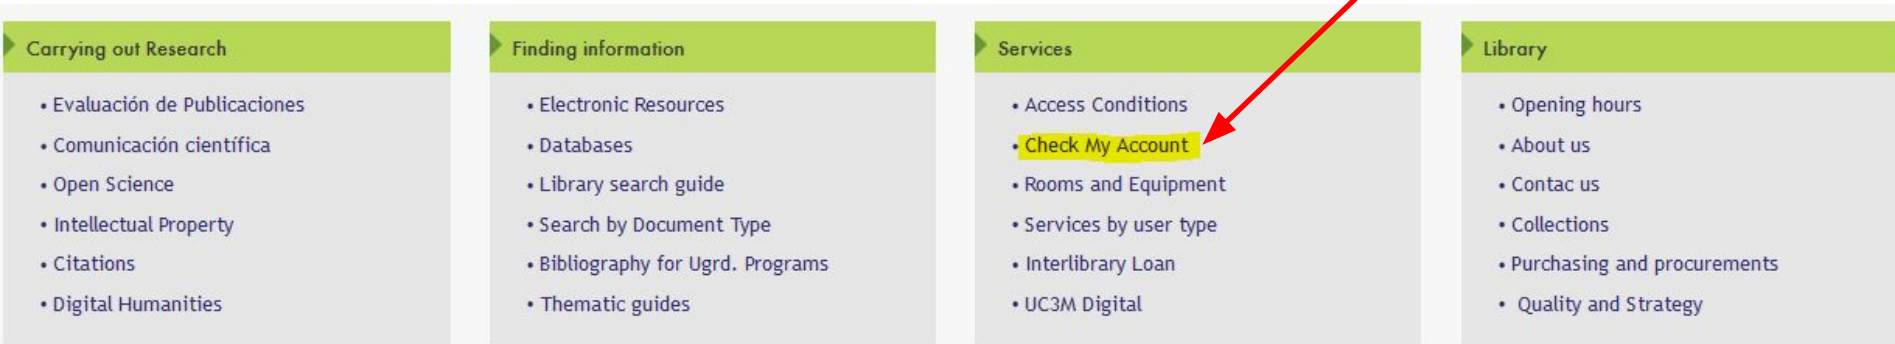 Carrying out Research
• Evaluación de Publicaciones
• Comunicación científica
• Open Science
• Intellectual Property
• Citations
• Digital Humanities
Finding information
• Electronic Resources
• Databases
• Library search guide
• Search by Document Type
• Bibliography for Ugrd. Programs
• Thematic guides
Services
• Access Conditions
• Check My Account
• Rooms and Equipment
• Services by user type
• Interlibrary Loan
• UC3M Digital
Library
• Opening hours
• About us
• Contac us
• Collections
• Purchasing and procurements
• Quality and Strategy